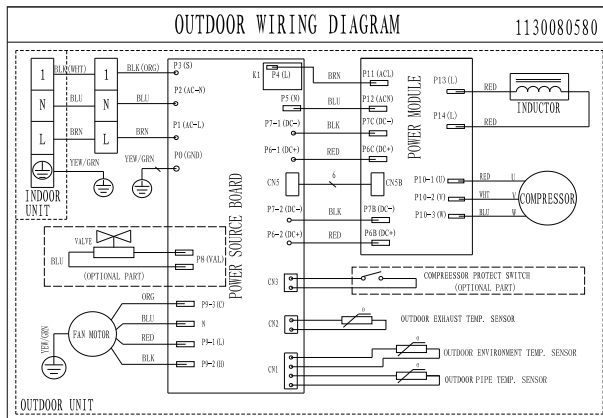 OUTDOOR WIRING DIAGRAM 1130080580
1 BLK(WHT) 1 BLK(ORG) P3(S)
N BLU N BLU P2(AC-N)
L BRN L BRN P1(AC-L)
YEW/GRN YEW/GRN P0(GND)
INDOOR
UNIT
K1 P4(L) BRN P11(ACL)
P5(N) BLU P12(ACN)
P7-1(DC-) BLK P7C(DC-)
P6-1(DC+) RED P6C(DC+)
CN5 6 CN5B
P7-2(DC-) BLK P7B(DC-)
P6-2(DC+) RED P6B(DC+)
POWER SOURCE BOARD
POWER MODULE
P13(L) RED
INDUCTOR
P14(L) RED
P10-1(U) RED U
P10-2(V) WHT V
P10-3(W) BLU W
COMPRESSOR
VALVE
BLU P8(VAL)
(OPTIONAL PART)
CN3 COMPREESSOR PROTECT SWITCH
(OPTIONAL PART)
FAN MOTOR
YEW/GRN
ORG P9-3(C)
BLU N
RED P9-1(L)
BLK P9-2(H)
CN2 OUTDOOR EXHAUST TEMP. SENSOR
CN1 OUTDOOR ENVIRONMENT TEMP. SENSOR
OUTDOOR PIPE TEMP. SENSOR
OUTDOOR UNIT